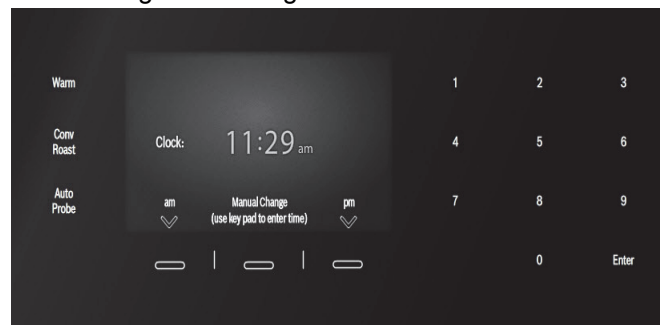 Warm
1 2 3
Conv
Roast
Clock: 11:29 am
4 5 6
Auto
Probe
am Manual Change pm
(use key pad to enter time)
7 8 9
0 Enter